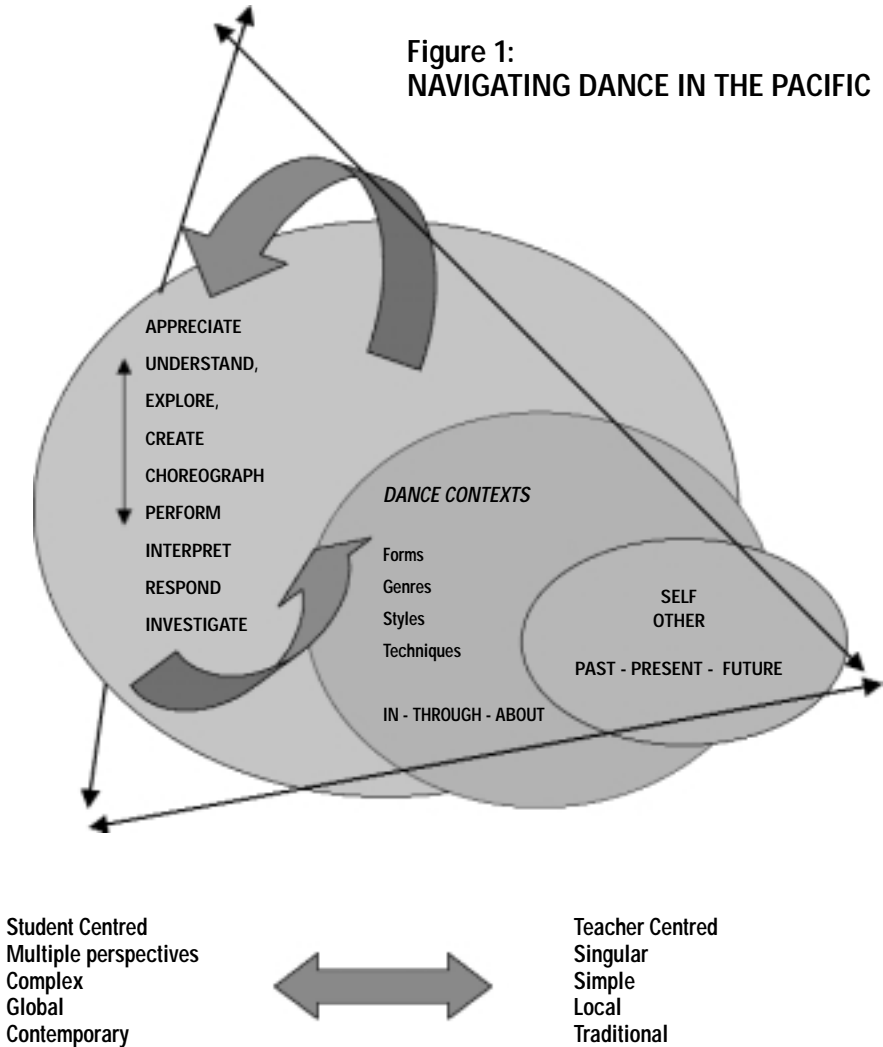 Figure 1:
NAVIGATING DANCE IN THE PACIFIC
APPRECIATE
UNDERSTAND,
EXPLORE,
CREATE
CHOREOGRAPH
PERFORM
INTERPRET
RESPOND
INVESTIGATE
DANCE CONTEXTS
Forms
Genres
Styles
Techniques
IN - THROUGH - ABOUT
SELF
OTHER
PAST - PRESENT - FUTURE
Student Centred
Multiple perspectives
Complex
Global
Contemporary
Teacher Centred
Singular
Simple
Local
Traditional